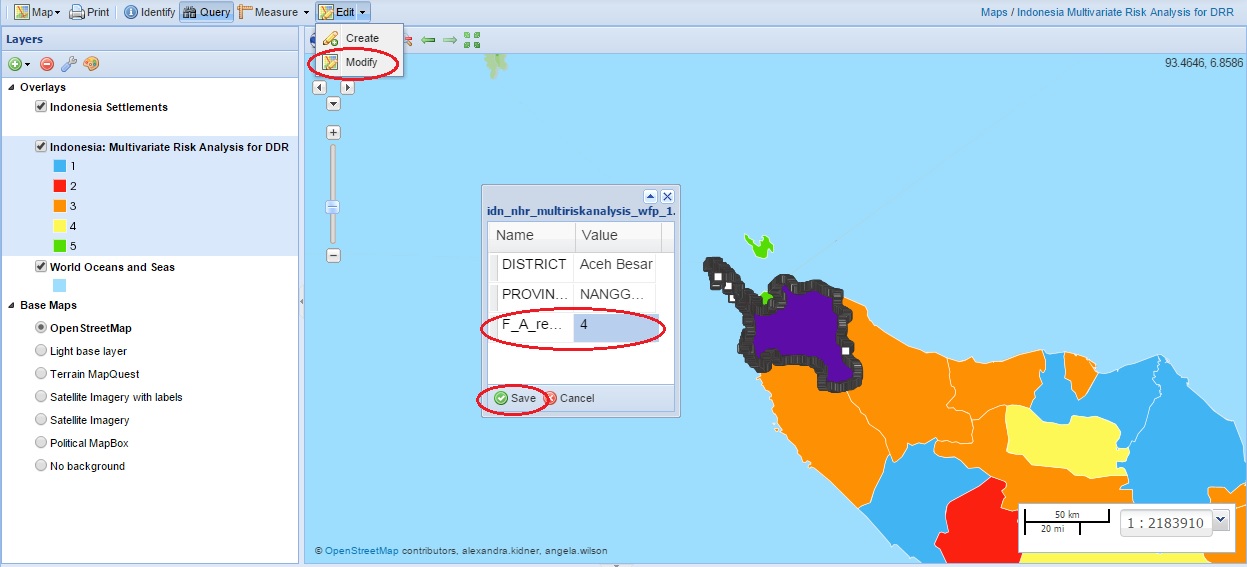 Map Print Identify Query Measure Edit
Maps / Indonesia Multivariate Risk Analysis for DRR
Layers
Create
Modify
93.4646, 6.8586
Overlays
Indonesia Settlements
Indonesia: Multivariate Risk Analysis for DDR
1
2
3
4
5
World Oceans and Seas
Base Maps
OpenStreetMap
Light base layer
Terrain MapQuest
Satellite Imagery with labels
Satellite Imagery
Political MapBox
No background
idn_nhr_multiriskanalysis_wfp_1.
Name Value
DISTRICT Aceh Besar
PROVIN... NANGG...
F_A_re... 4
Save Cancel
50 km
20 mi
1 : 2183910
© OpenStreetMap contributors, alexandra.kidner, angela.wilson